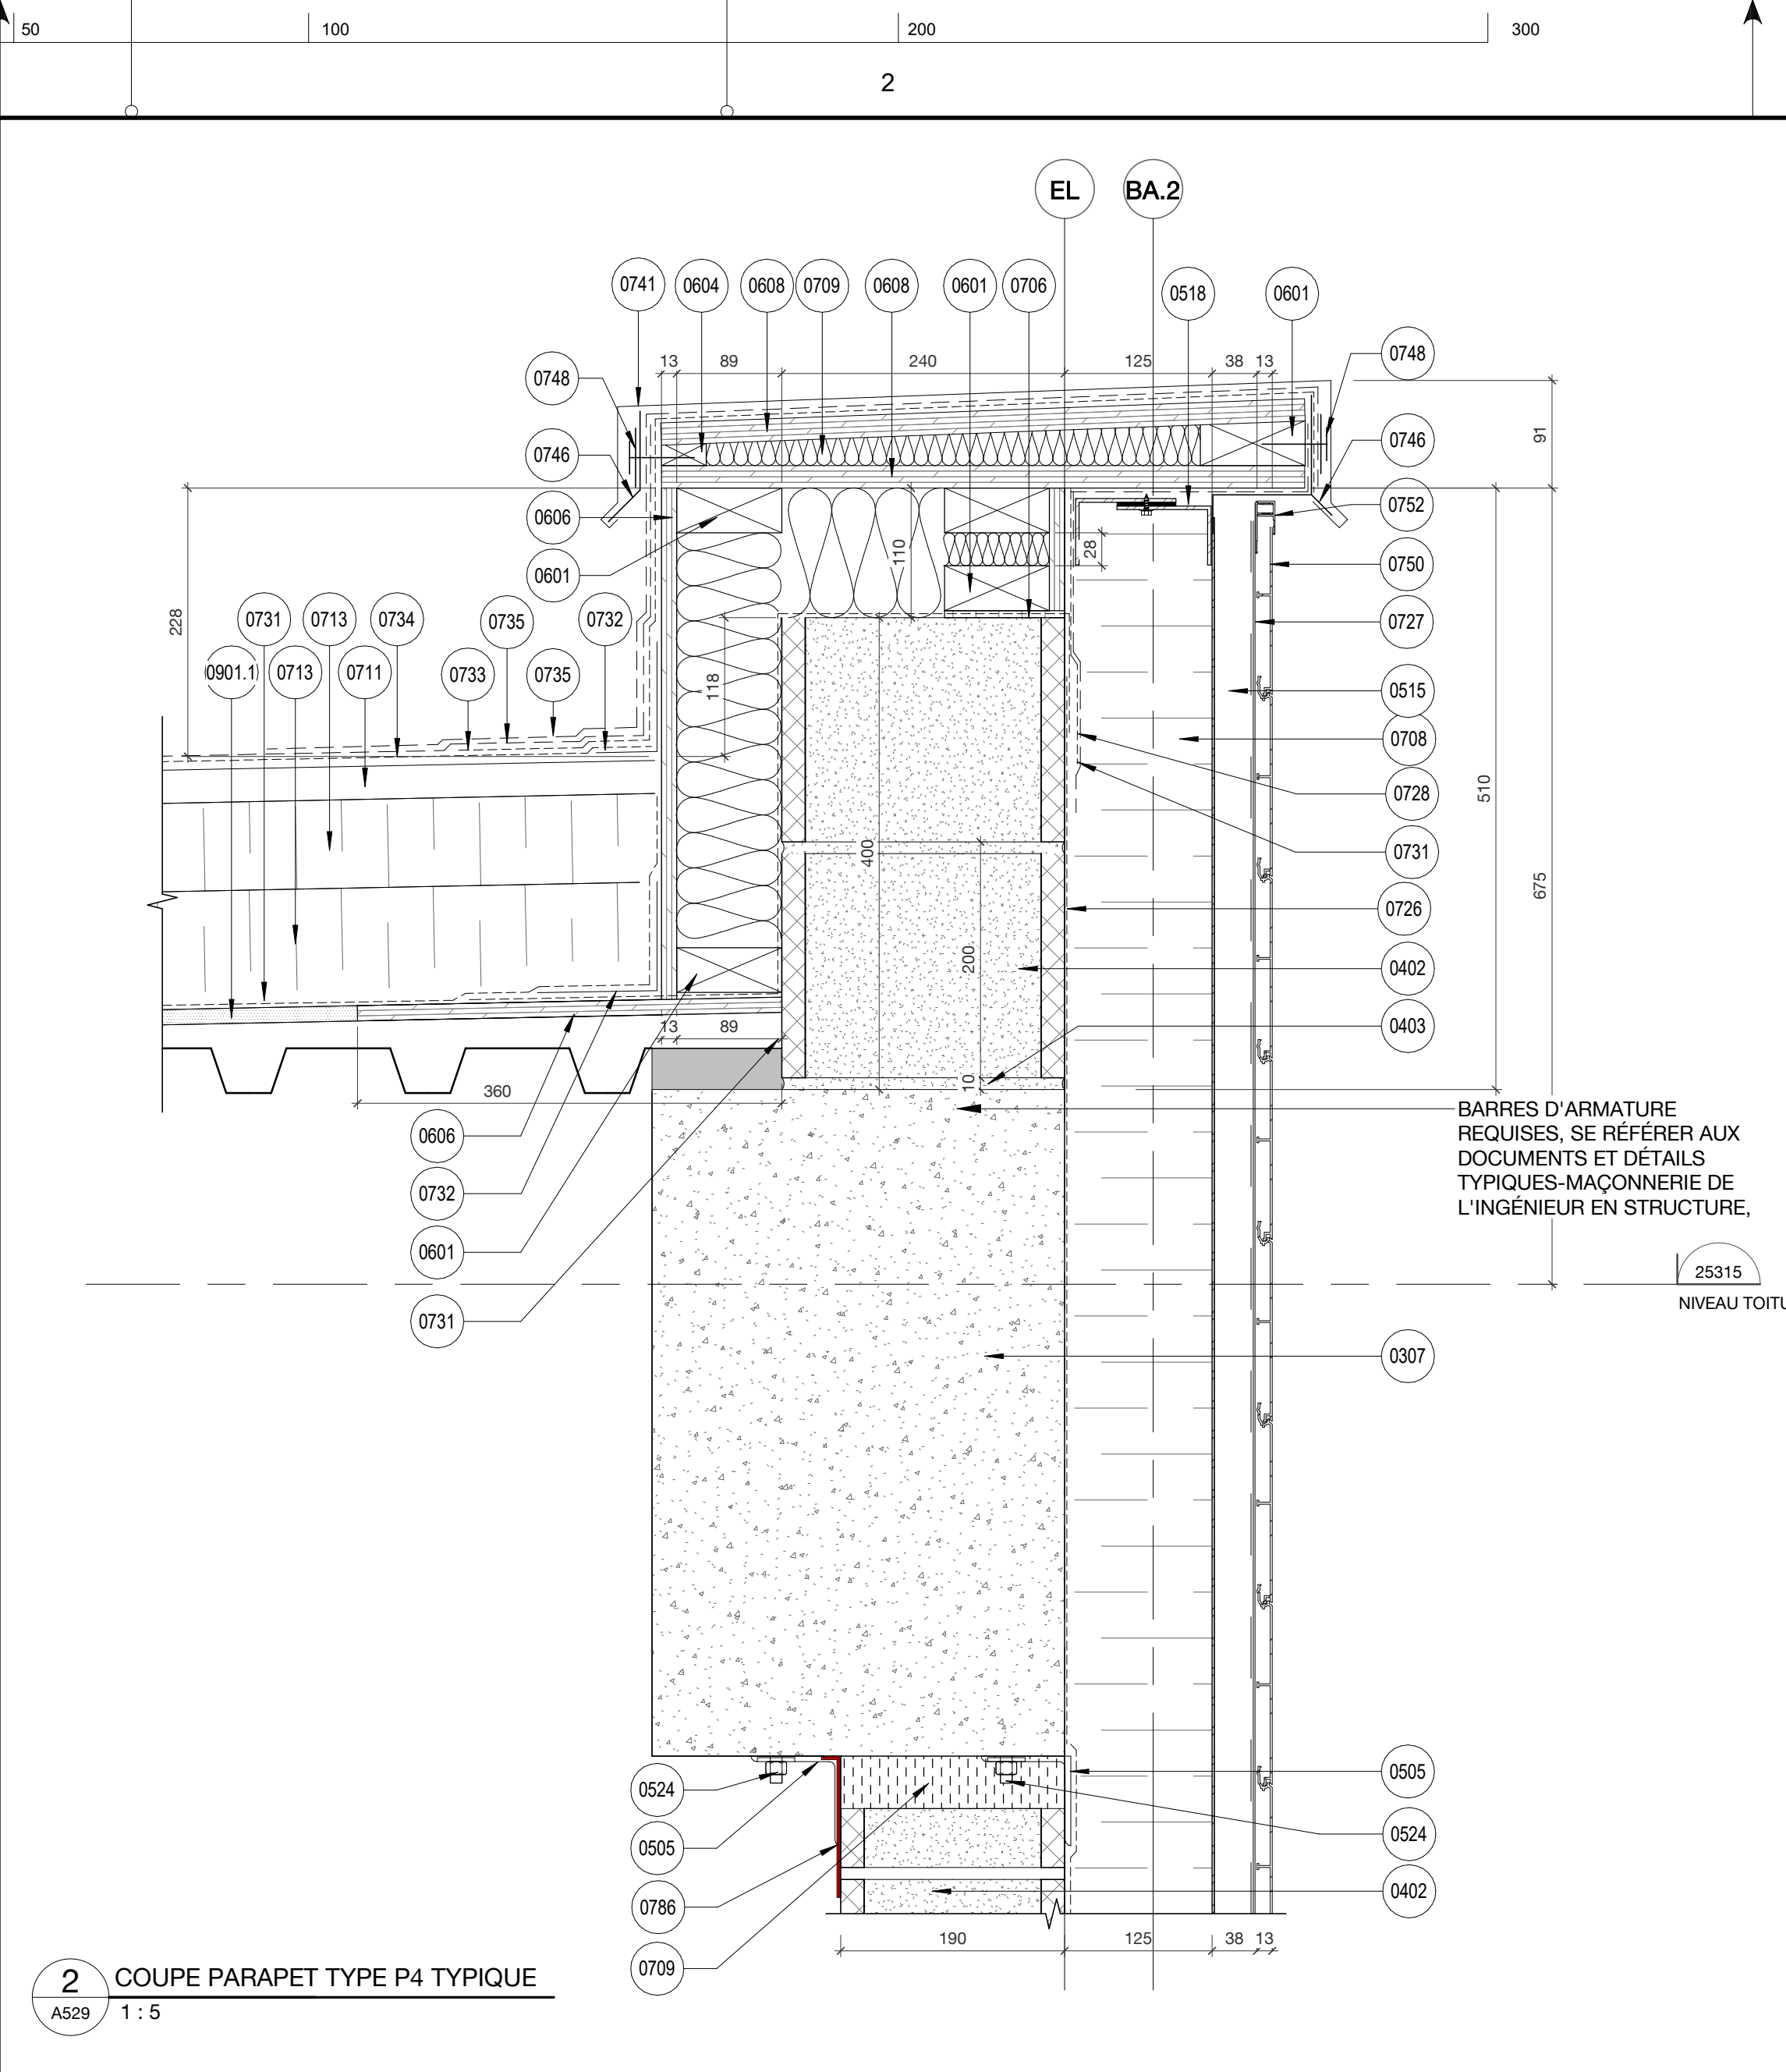 50 100 200 300
2
EL BA.2
0741 0604 0608 0709 0608 0601 0706 0518 0601
0748 13 89 240 125 38 13 0748
0746 91 0746
0606 0752
0601 110 28 0750
228 0731 0713 0734 0735 0732 0727
0901.1 0713 0711 0733 0735 118 0515
0708
0728 510
400 0731
675
0726
200 0402
13 89 0403
360 10
BARRES D'ARMATURE
REQUISES, SE RÉFÉRER AUX
DOCUMENTS ET DÉTAILS
TYPIQUES-MAÇONNERIE DE
L'INGÉNIEUR EN STRUCTURE,
0606
0732
0601
25315
NIVEAU TOITU
0731
0307
0524 0505
0505 0524
0786 0402
0709 190 125 38 13
2 COUPE PARAPET TYPE P4 TYPIQUE
A529 1 : 5